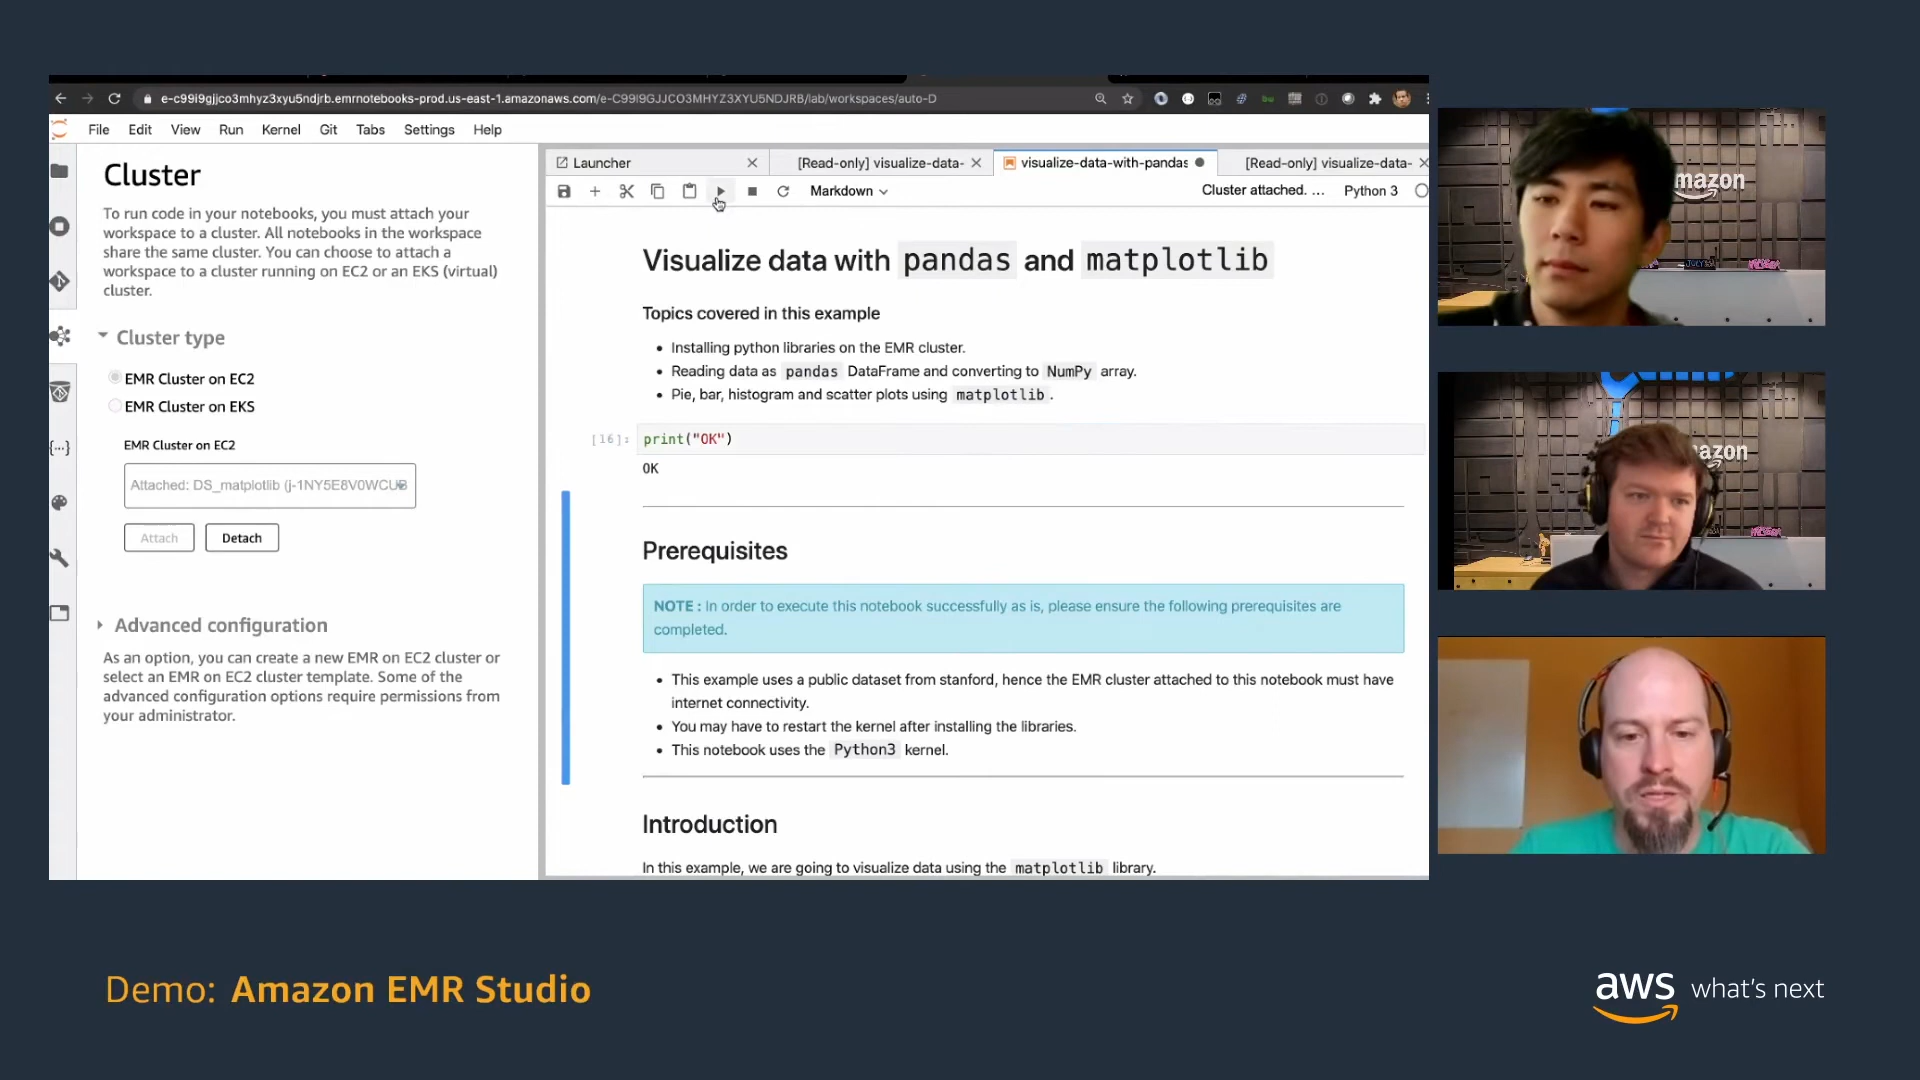 e-c99i9gjjco3mhyz3xyu5ndjrb.emrnotebooks-prod.us-east-1.amazonaws.com/e-C99I9GJJCO3MHYZ3XYU5NDJRB/lab/workspaces/auto-D
File Edit View Run Kernel Git Tabs Settings Help
Cluster
To run code in your notebooks, you must attach your
workspace to a cluster. All notebooks in the workspace
share the same cluster. You can choose to attach a
workspace to a cluster running on EC2 or an EKS (virtual)
cluster.
Cluster type
EMR Cluster on EC2
EMR Cluster on EKS
EMR Cluster on EC2
Attached: DS_matplotlib (j-1NY5E8V0WCUB
Attach Detach
Advanced configuration
As an option, you can create a new EMR on EC2 cluster or
select an EMR on EC2 cluster template. Some of the
advanced configuration options require permissions from
your administrator.
Launcher [Read-only] visualize-data- visualize-data-with-pandas [Read-only] visualize-data-
Markdown Cluster attached. ... Python 3
Visualize data with pandas and matplotlib
Topics covered in this example
• Installing python libraries on the EMR cluster.
• Reading data as pandas DataFrame and converting to NumPy array.
• Pie, bar, histogram and scatter plots using matplotlib.
[16]: print("OK")
OK
Prerequisites
NOTE : In order to execute this notebook successfully as is, please ensure the following prerequisites are
completed.
• This example uses a public dataset from stanford, hence the EMR cluster attached to this notebook must have
internet connectivity.
• You may have to restart the kernel after installing the libraries.
• This notebook uses the Python3 kernel.
Introduction
In this example, we are going to visualize data using the matplotlib library.
mazon
azon
Demo: Amazon EMR Studio
aws what's next